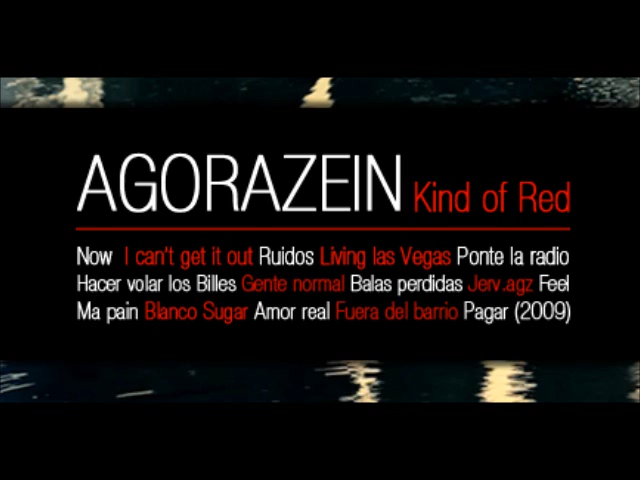 AGORAZEIN Kind of Red
Now I can't get it out Ruidos Living las Vegas Ponte la radio
Hacer volar los Billes Gente normal Balas perdidas Jerv.agz Feel
Ma pain Blanco Sugar Amor real Fuera del barrio Pagar (2009)